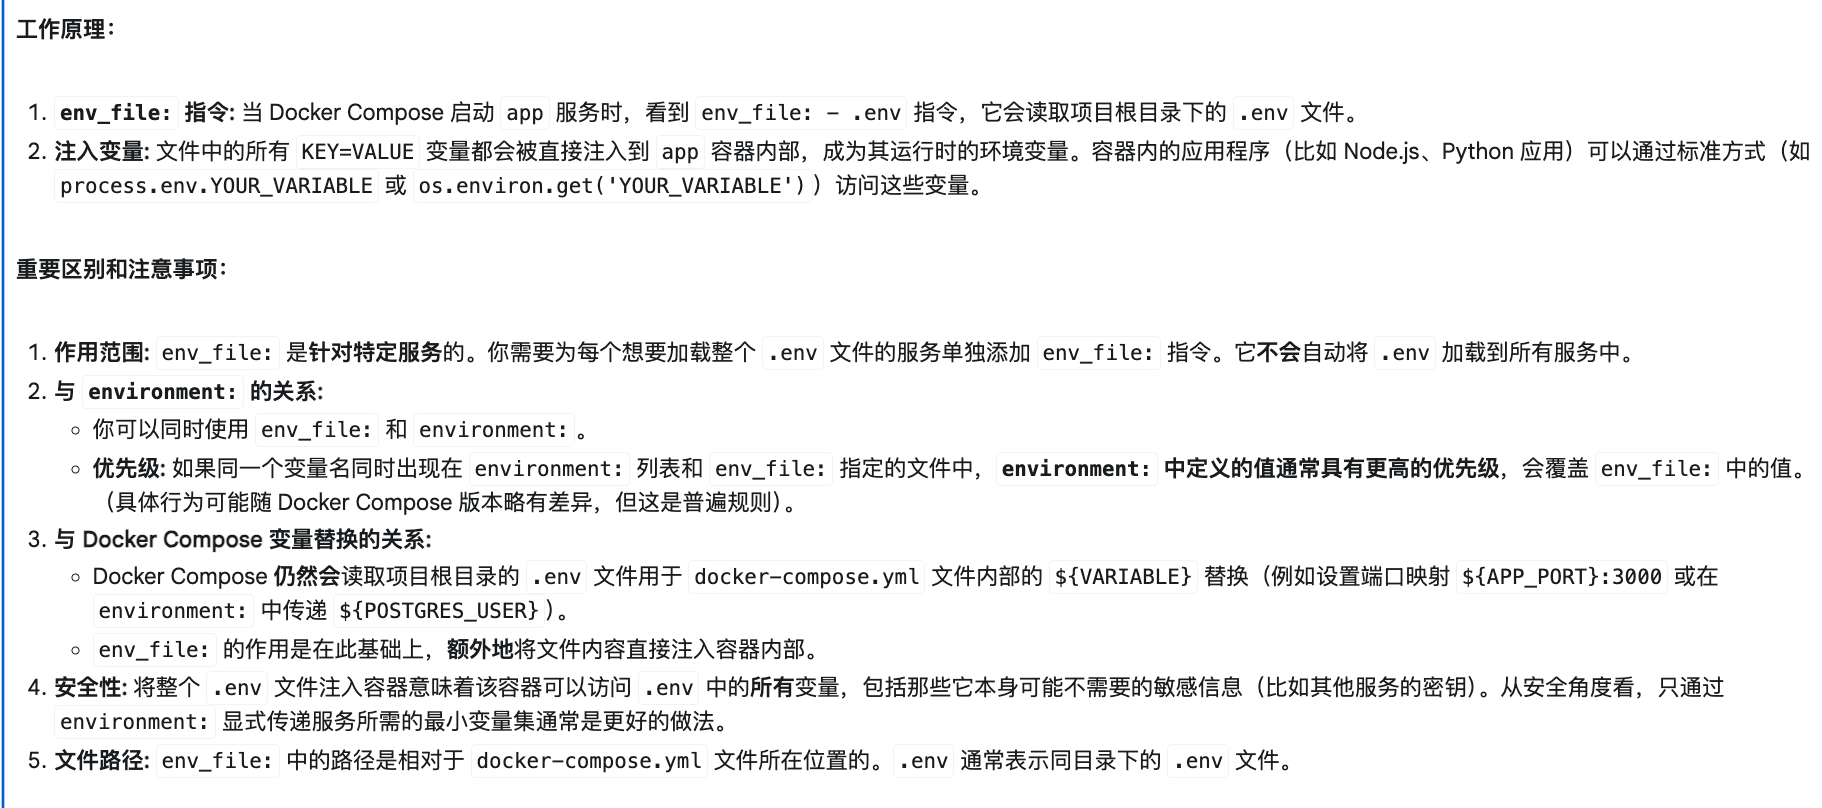 工作原理：
1. env_file: 指令: 当 Docker Compose 启动 app 服务时，看到 env_file: - .env 指令，它会读取项目根目录下的 .env 文件。
2. 注入变量: 文件中的所有 KEY=VALUE 变量都会被直接注入到 app 容器内部，成为其运行时的环境变量。容器内的应用程序（比如 Node.js、Python 应用）可以通过标准方式（如
process.env.YOUR_VARIABLE 或 os.environ.get('YOUR_VARIABLE')）访问这些变量。
重要区别和注意事项：
1. 作用范围: env_file: 是针对特定服务的。你需要为每个想要加载整个 .env 文件的服务单独添加 env_file: 指令。它不会自动将 .env 加载到所有服务中。
2. 与 environment: 的关系:
◦ 你可以同时使用 env_file: 和 environment: 。
◦ 优先级: 如果同一个变量名同时出现在 environment: 列表和 env_file: 指定的文件中，environment: 中定义的值通常具有更高的优先级，会覆盖 env_file: 中的值。
（具体行为可能随 Docker Compose 版本略有差异，但这是普遍规则）。
3. 与 Docker Compose 变量替换的关系:
◦ Docker Compose 仍然会读取项目根目录的 .env 文件用于 docker-compose.yml 文件内部的 ${VARIABLE} 替换（例如设置端口映射 ${APP_PORT}:3000 或在
environment: 中传递 ${POSTGRES_USER}）。
◦ env_file: 的作用是在此基础上，额外地将文件内容直接注入容器内部。
4. 安全性: 将整个 .env 文件注入容器意味着该容器可以访问 .env 中的所有变量，包括那些它本身可能不需要的敏感信息（比如其他服务的密钥）。从安全角度看，只通过
environment: 显式传递服务所需的最小变量集通常是更好的做法。
5. 文件路径: env_file: 中的路径是相对于 docker-compose.yml 文件所在位置的。.env 通常表示同目录下的 .env 文件。